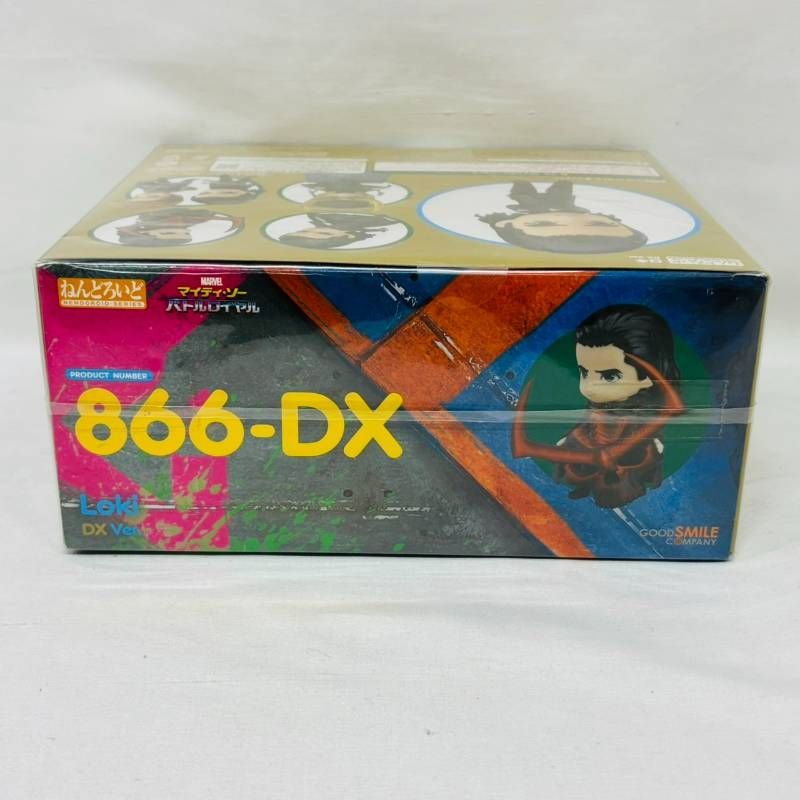 ねんどろいど
NENDOROID SERIES
MARVEL
マイティ・ソー
バトルロイヤル
PRODUCT NUMBER
866-DX
Loki
DX Ver.
GOOD SMILE
COMPANY